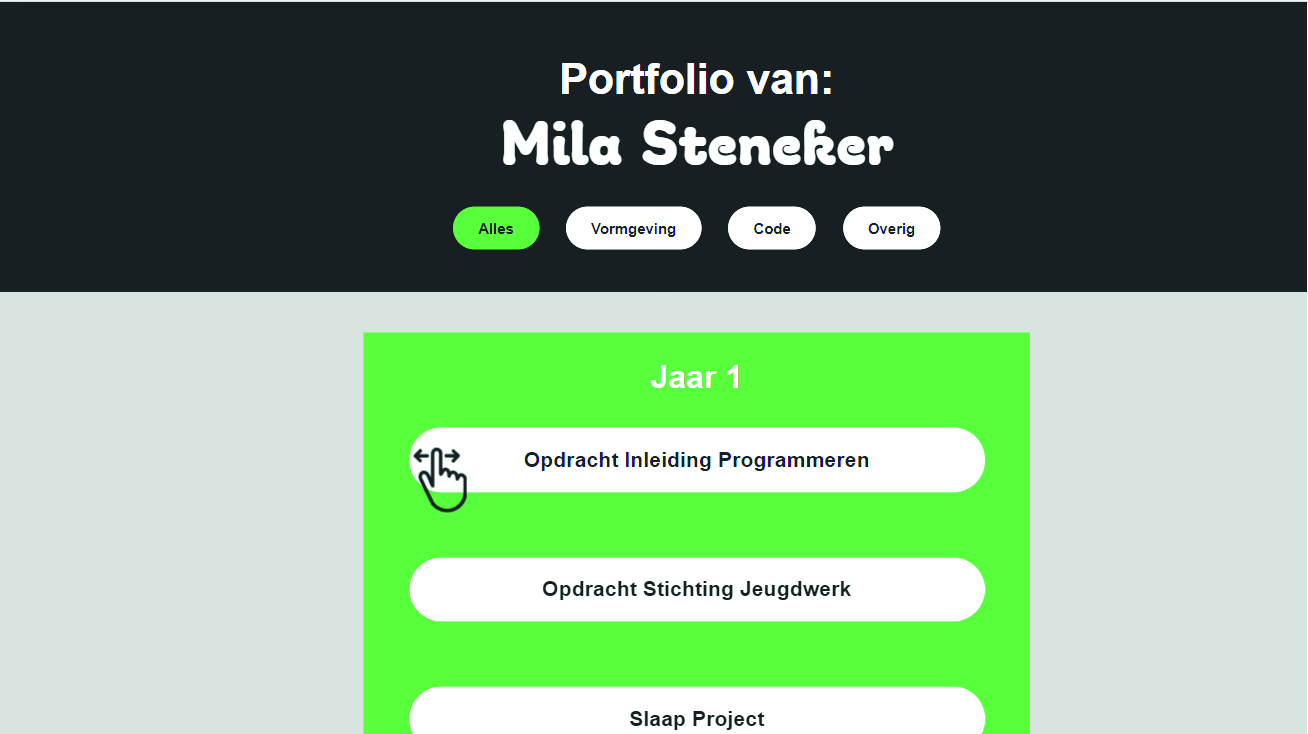 Portfolio van:
Mila Steneker
Alles
Vormgeving
Code
Overig
Jaar 1
Opdracht Inleiding Programmeren
Opdracht Stichting Jeugdwerk
Slaap Project